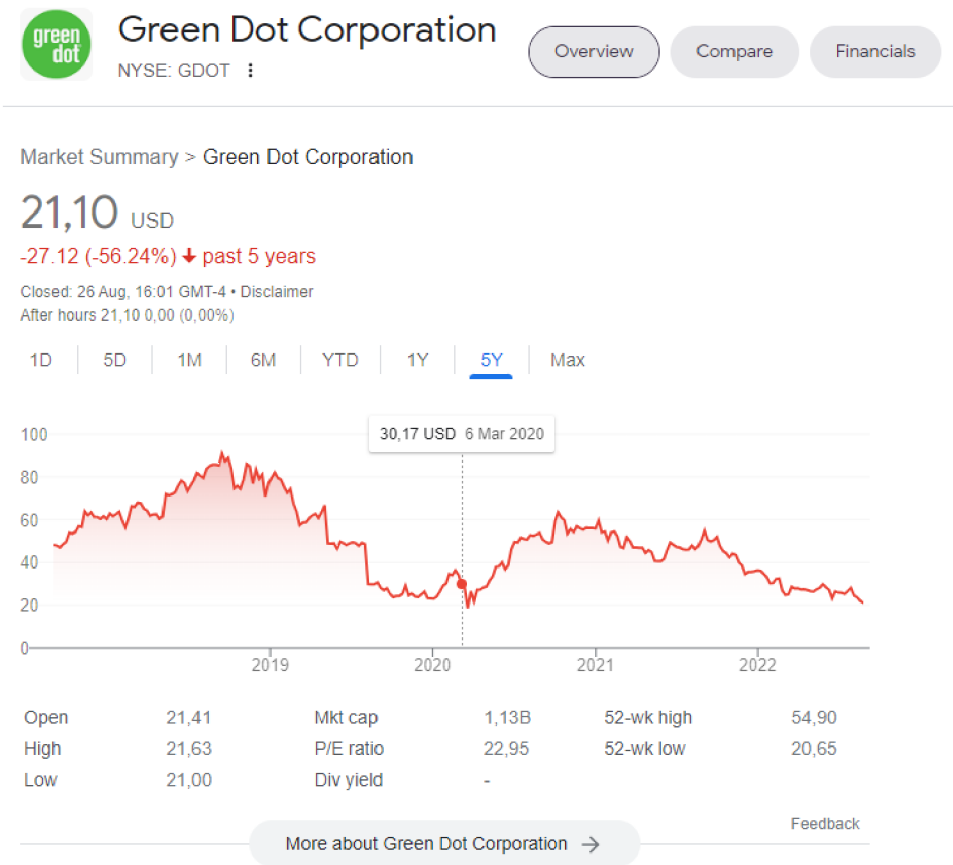 green
dot
Green Dot Corporation
NYSE: GDOT
Overview
Compare
Financials
Market Summary > Green Dot Corporation
21,10 USD
-27.12 (-56.24%) past 5 years
Closed: 26 Aug, 16:01 GMT-4 • Disclaimer
After hours 21,10 0,00 (0,00%)
1D 5D 1M 6M YTD 1Y 5Y Max
30,17 USD 6 Mar 2020
100
80
60
40
20
0
2019 2020 2021 2022
Open 21,41 Mkt cap 1,13B 52-wk high 54,90
High 21,63 P/E ratio 22,95 52-wk low 20,65
Low 21,00 Div yield -
Feedback
More about Green Dot Corporation